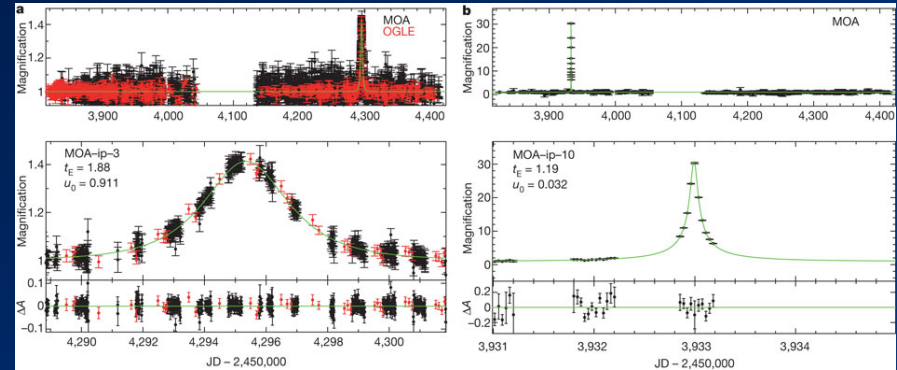 a
MOA
OGLE
Magnification
1.4
1.2
1
3,900 4,000 4,100 4,200 4,300 4,400
MOA–ip–3
tE = 1.88
u0 = 0.911
Magnification
1.4
1.2
1
ΔA
0.1
0
–0.1
4,290 4,292 4,294 4,296 4,298 4,300
JD – 2,450,000
b
MOA
Magnification
30
20
10
0
3,900 4,000 4,100 4,200 4,300 4,400
MOA–ip–10
tE = 1.19
u0 = 0.032
Magnification
30
20
10
1
ΔA
0.2
0
–0.2
3,931 3,932 3,933 3,934
JD – 2,450,000